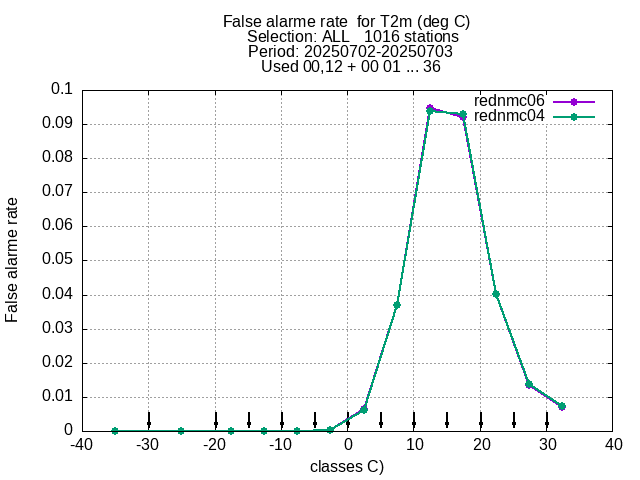 False alarme rate  for T2m (deg C)
Selection: ALL   1016 stations
Period: 20250702-20250703
Used 00,12 + 00 01 ... 36
rednmc06
rednmc04
False alarme rate
0.1
0.09
0.08
0.07
0.06
0.05
0.04
0.03
0.02
0.01
0
-40 -30 -20 -10 0 10 20 30 40
classes C)